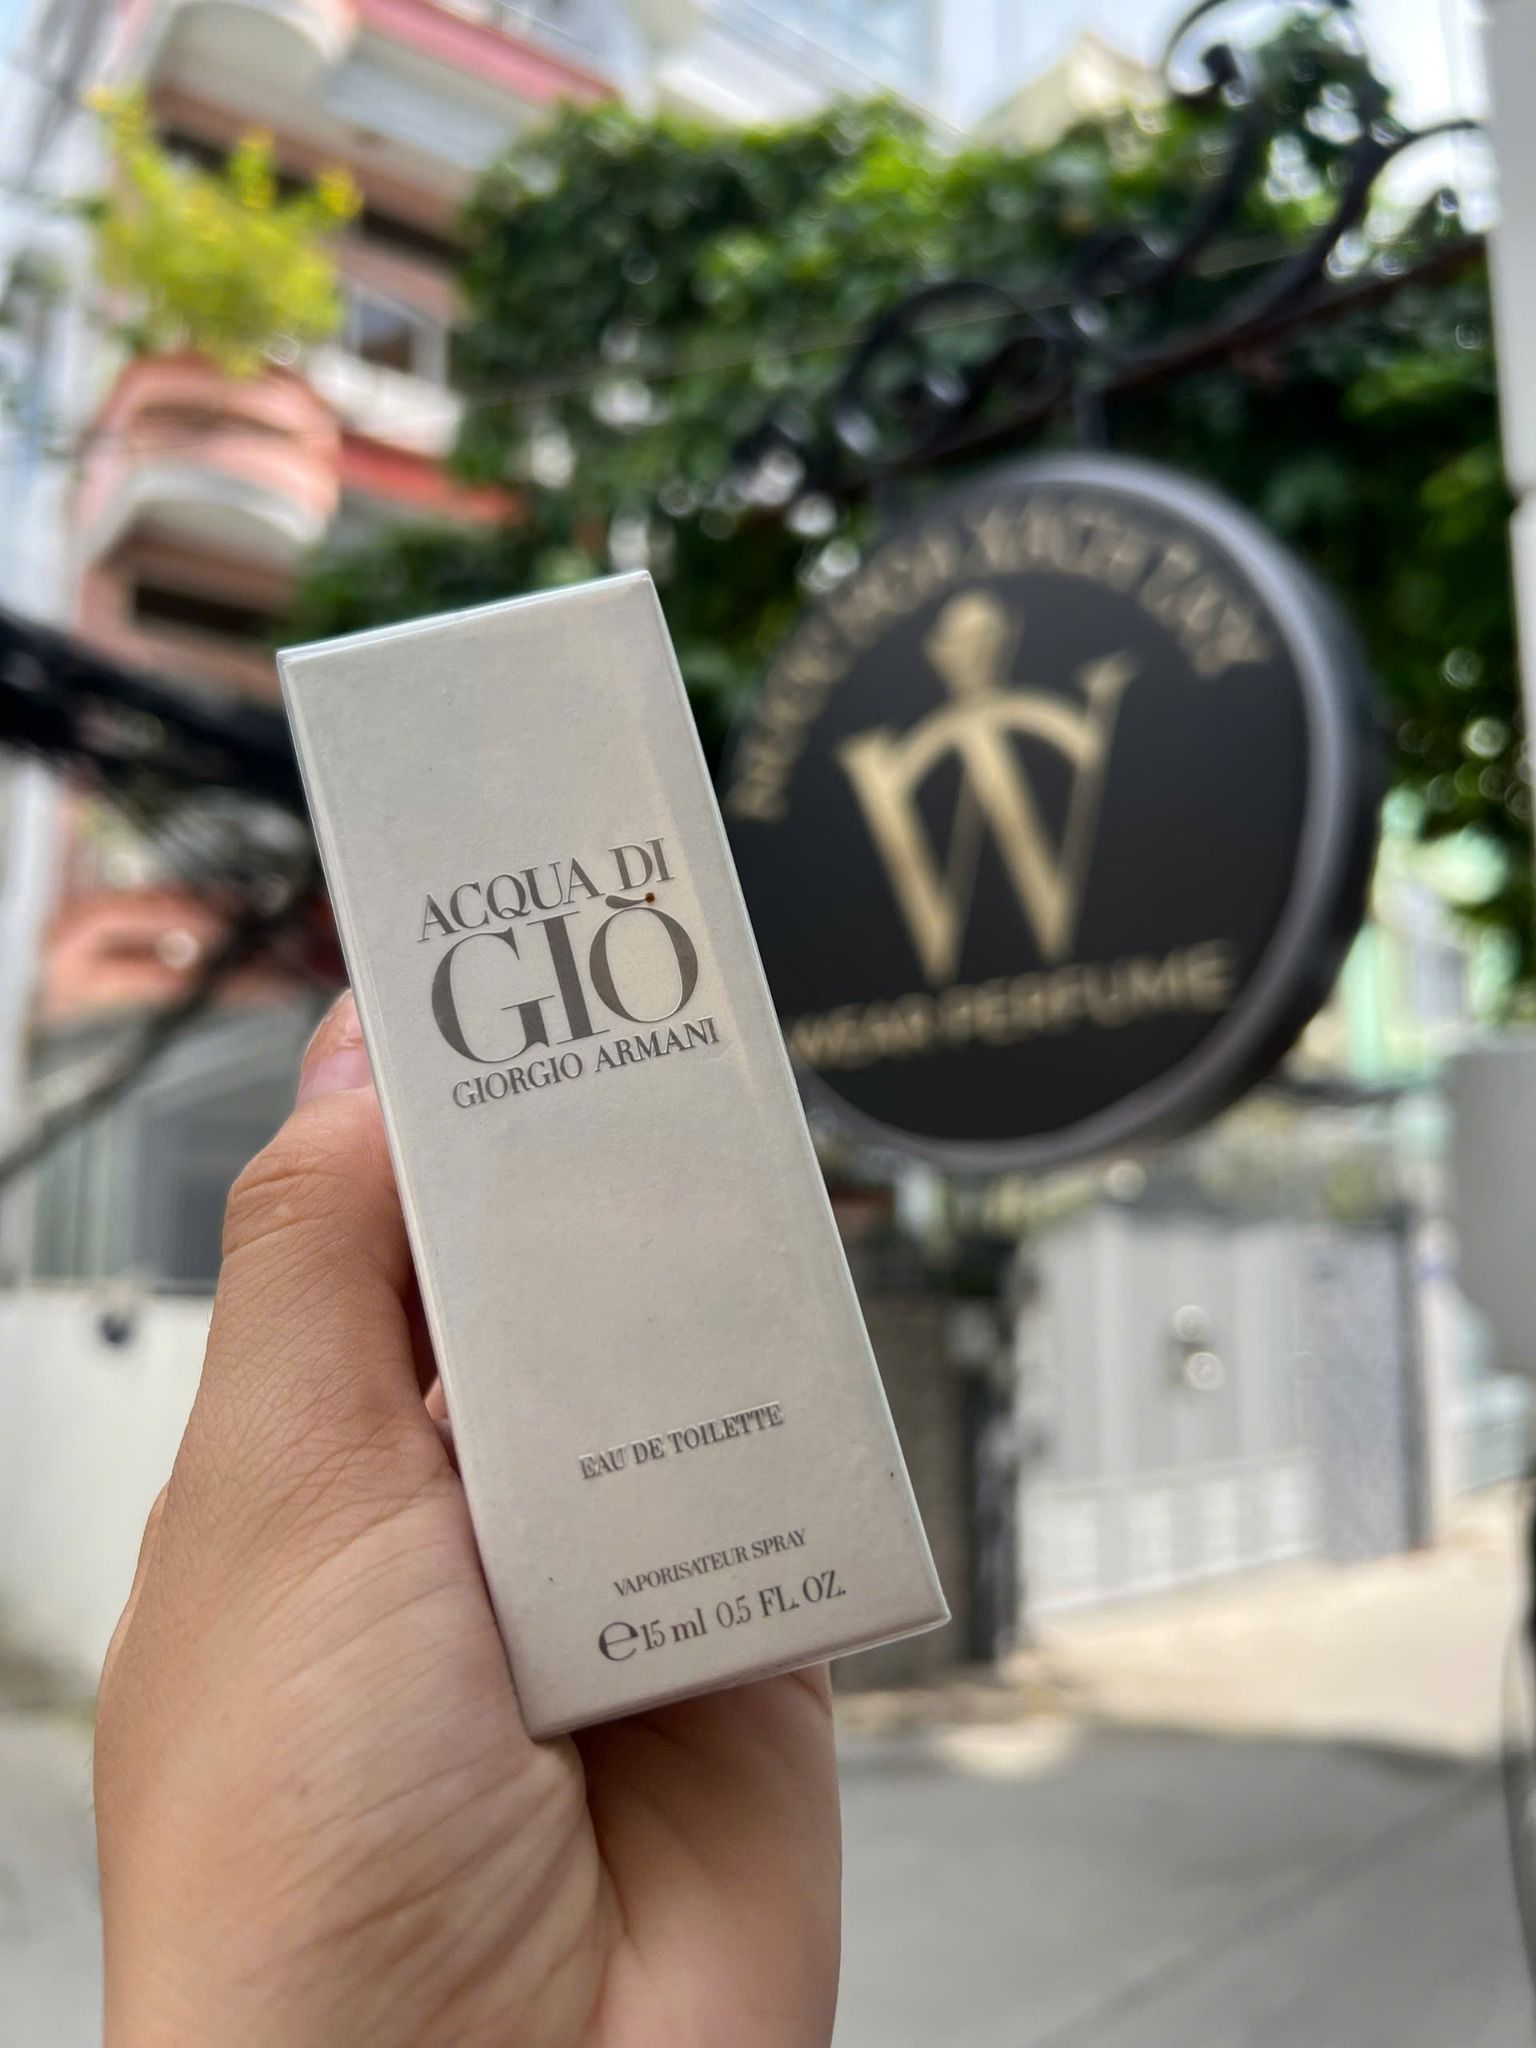 ACQUA DI
GIÒ
GIORGIO ARMANI
EAU DE TOILETTE
VAPORISATEUR SPRAY
℮ 15 ml 0.5 FL. OZ.
W
WEAR PERFUME